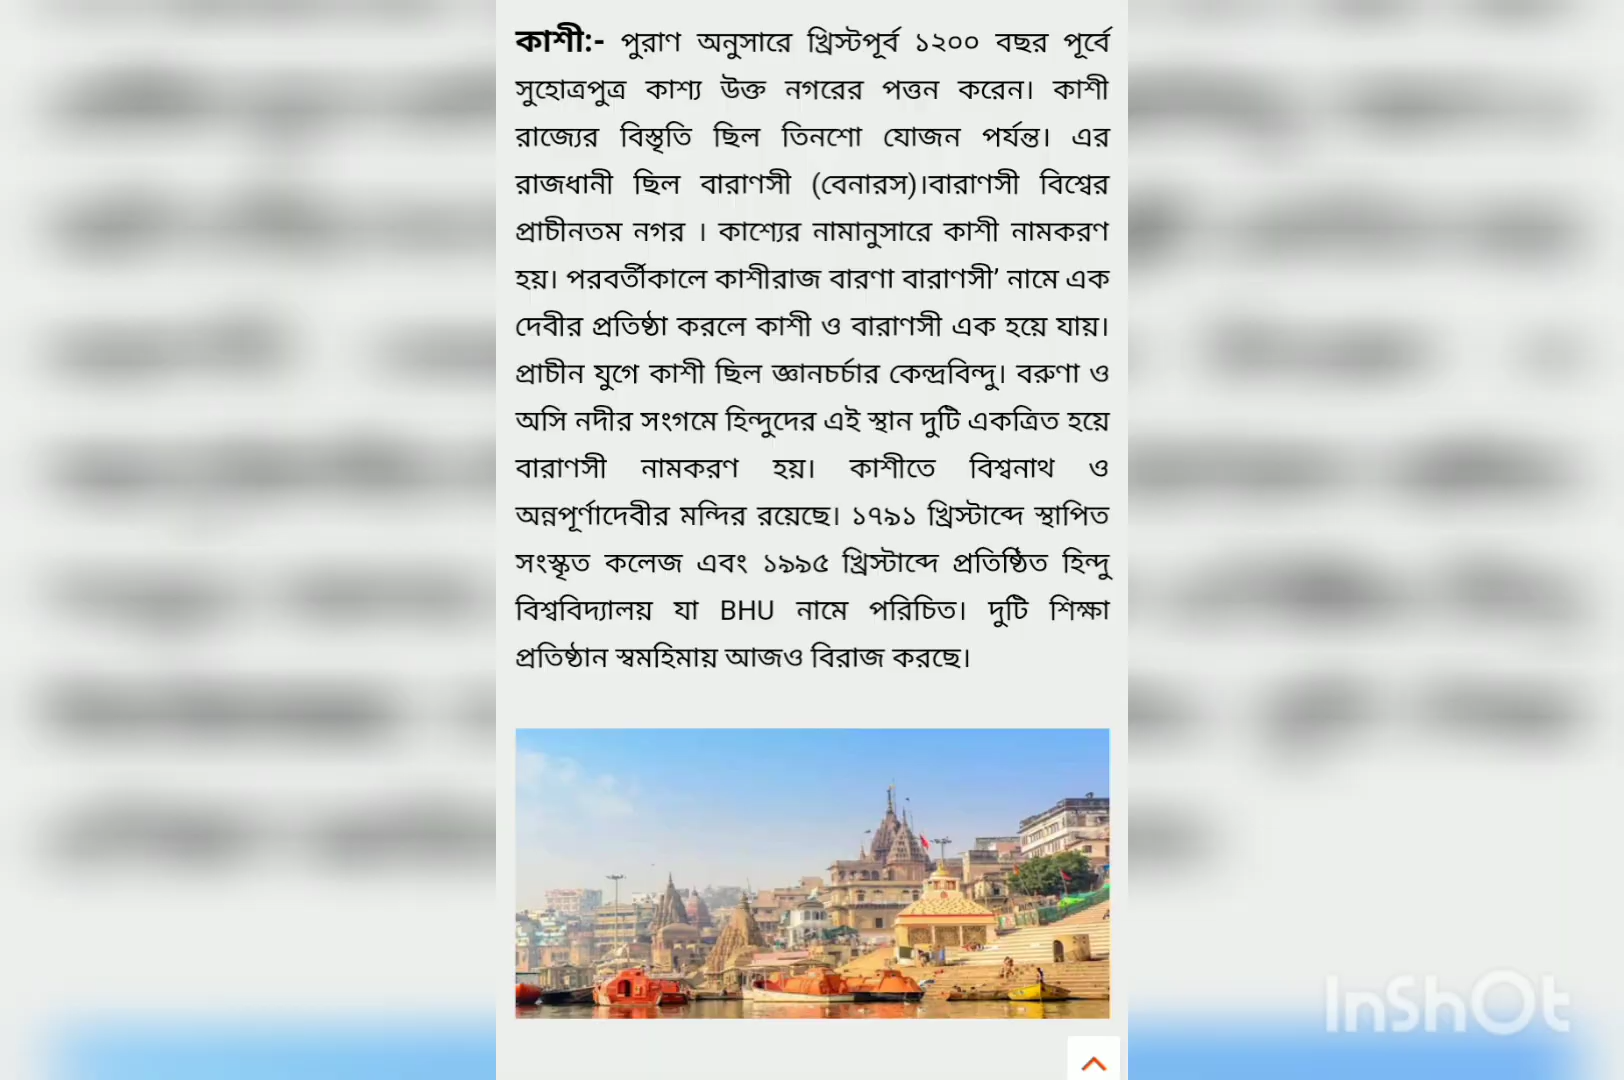 কাশী:- পুরাণ অনুসারে খ্রিস্টপূর্ব ১২০০ বছর পূর্বে
সুহোত্রপুত্র কাশ্য উক্ত নগরের পত্তন করেন। কাশী
রাজ্যের বিস্তৃতি ছিল তিনশো যোজন পর্যন্ত। এর
রাজধানী ছিল বারাণসী (বেনারস)।বারাণসী বিশ্বের
প্রাচীনতম নগর । কাশ্যের নামানুসারে কাশী নামকরণ
হয়। পরবর্তীকালে কাশীরাজ বারণা বারাণসী’ নামে এক
দেবীর প্রতিষ্ঠা করলে কাশী ও বারাণসী এক হয়ে যায়।
প্রাচীন যুগে কাশী ছিল জ্ঞানচর্চার কেন্দ্রবিন্দু। বরুণা ও
অসি নদীর সংগমে হিন্দুদের এই স্থান দুটি একত্রিত হয়ে
বারাণসী নামকরণ হয়। কাশীতে বিশ্বনাথ ও
অন্নপূর্ণাদেবীর মন্দির রয়েছে। ১৭৯১ খ্রিস্টাব্দে স্থাপিত
সংস্কৃত কলেজ এবং ১৯৯৫ খ্রিস্টাব্দে প্রতিষ্ঠিত হিন্দু
বিশ্ববিদ্যালয় যা BHU নামে পরিচিত। দুটি শিক্ষা
প্রতিষ্ঠান স্বমহিমায় আজও বিরাজ করছে।
InShOt